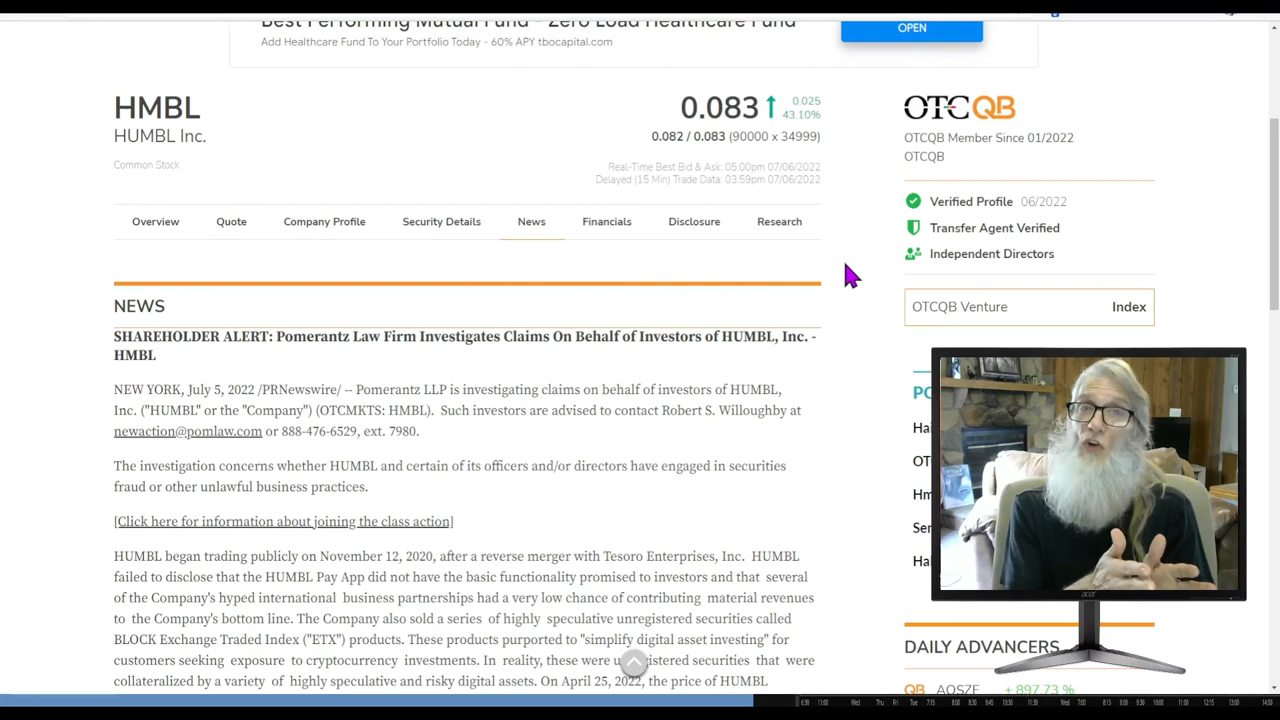 Best Performing Mutual Fund - Zero Load Healthcare Fund
Add Healthcare Fund To Your Portfolio Today - 60% APY tbocapital.com
OPEN
HMBL
HUMBL Inc.
Common Stock
0.083
0.025
43.10%
0.082 / 0.083 (90000 x 34999)
Real-Time Best Bid & Ask: 05:00pm 07/06/2022
Delayed (15 Min) Trade Data: 03:59pm 07/06/2022
OTCQB
OTCQB Member Since 01/2022
OTCQB
Verified Profile 06/2022
Transfer Agent Verified
Independent Directors
OTCQB Venture Index
Overview Quote Company Profile Security Details News Financials Disclosure Research
NEWS
SHAREHOLDER ALERT: Pomerantz Law Firm Investigates Claims On Behalf of Investors of HUMBL, Inc. -
HMBL
NEW YORK, July 5, 2022 /PRNewswire/ -- Pomerantz LLP is investigating claims on behalf of investors of HUMBL,
Inc. ("HUMBL" or the "Company") (OTCMKTS: HMBL). Such investors are advised to contact Robert S. Willoughby at
newaction@pomlaw.com or 888-476-6529, ext. 7980.
The investigation concerns whether HUMBL and certain of its officers and/or directors have engaged in securities
fraud or other unlawful business practices.
[Click here for information about joining the class action]
HUMBL began trading publicly on November 12, 2020, after a reverse merger with Tesoro Enterprises, Inc. HUMBL
failed to disclose that the HUMBL Pay App did not have the basic functionality promised to investors and that several
of the Company's hyped international business partnerships had a very low chance of contributing material revenues
to the Company's bottom line. The Company also sold a series of highly speculative unregistered securities called
BLOCK Exchange Traded Index ("ETX") products. These products purported to "simplify digital asset investing" for
customers seeking exposure to cryptocurrency investments. In reality, these were securities that were
collateralized by a variety of highly speculative and risky digital assets. On April 25, 2022, the price of HUMBL
acer
DAILY ADVANCERS
QB AOSZF + 897.73 %